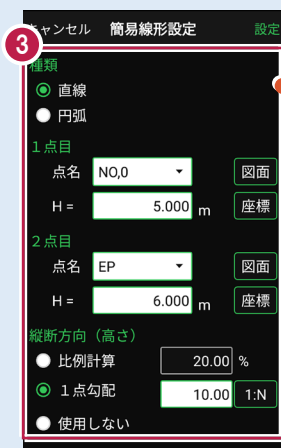 キャンセル 簡易線形設定 設定
3
種類
直線
円弧
1点目
点名 NO,0 図面
H = 5.000 m 座標
2点目
点名 EP 図面
H = 6.000 m 座標
縦断方向（高さ）
比例計算 20.00 %
1点勾配 10.00 1:N
使用しない